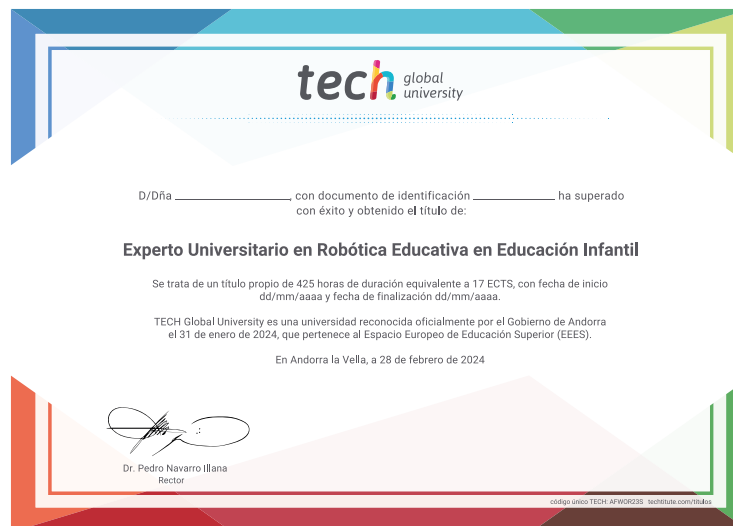 tech global
university
D/Dña ____________, con documento de identificación ____________ ha superado
con éxito y obtenido el título de:
Experto Universitario en Robótica Educativa en Educación Infantil
Se trata de un título propio de 425 horas de duración equivalente a 17 ECTS, con fecha de inicio
dd/mm/aaaa y fecha de finalización dd/mm/aaaa.
TECH Global University es una universidad reconocida oficialmente por el Gobierno de Andorra
el 31 de enero de 2024, que pertenece al Espacio Europeo de Educación Superior (EEES).
En Andorra la Vella, a 28 de febrero de 2024
Dr. Pedro Navarro Illana
Rector
código único TECH: AFWOR23S techtitute.com/titulos